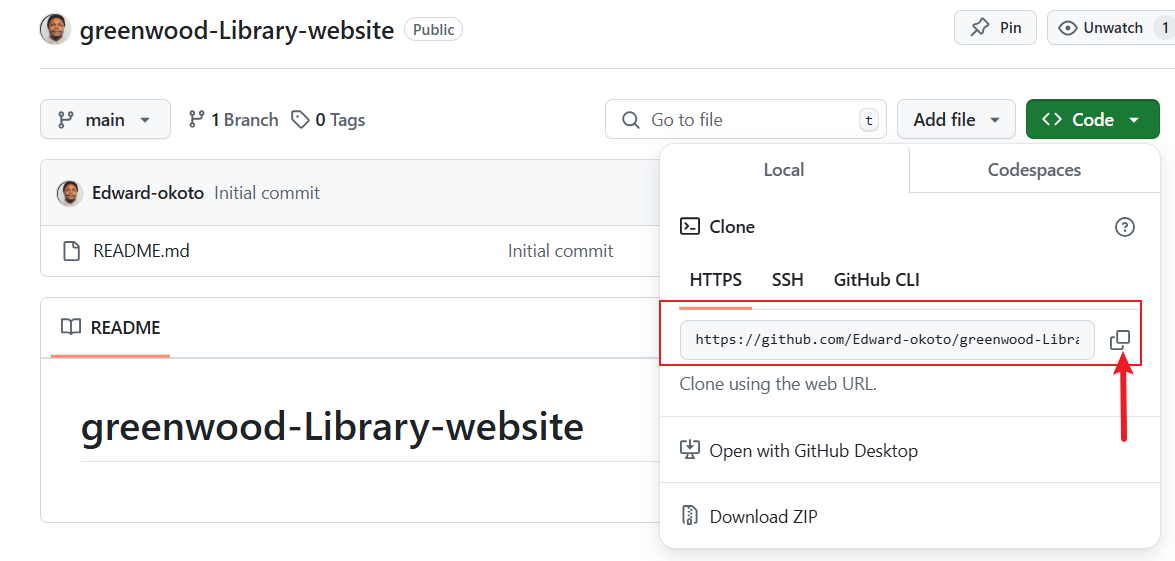 greenwood-Library-website Public Pin Unwatch 1
main 1 Branch 0 Tags Go to file t Add file Code
Local Codespaces
Edward-okoto Initial commit
Clone
README.md Initial commit
HTTPS SSH GitHub CLI
README
https://github.com/Edward-okoto/greenwood-Libra
Clone using the web URL.
greenwood-Library-website
Open with GitHub Desktop
Download ZIP